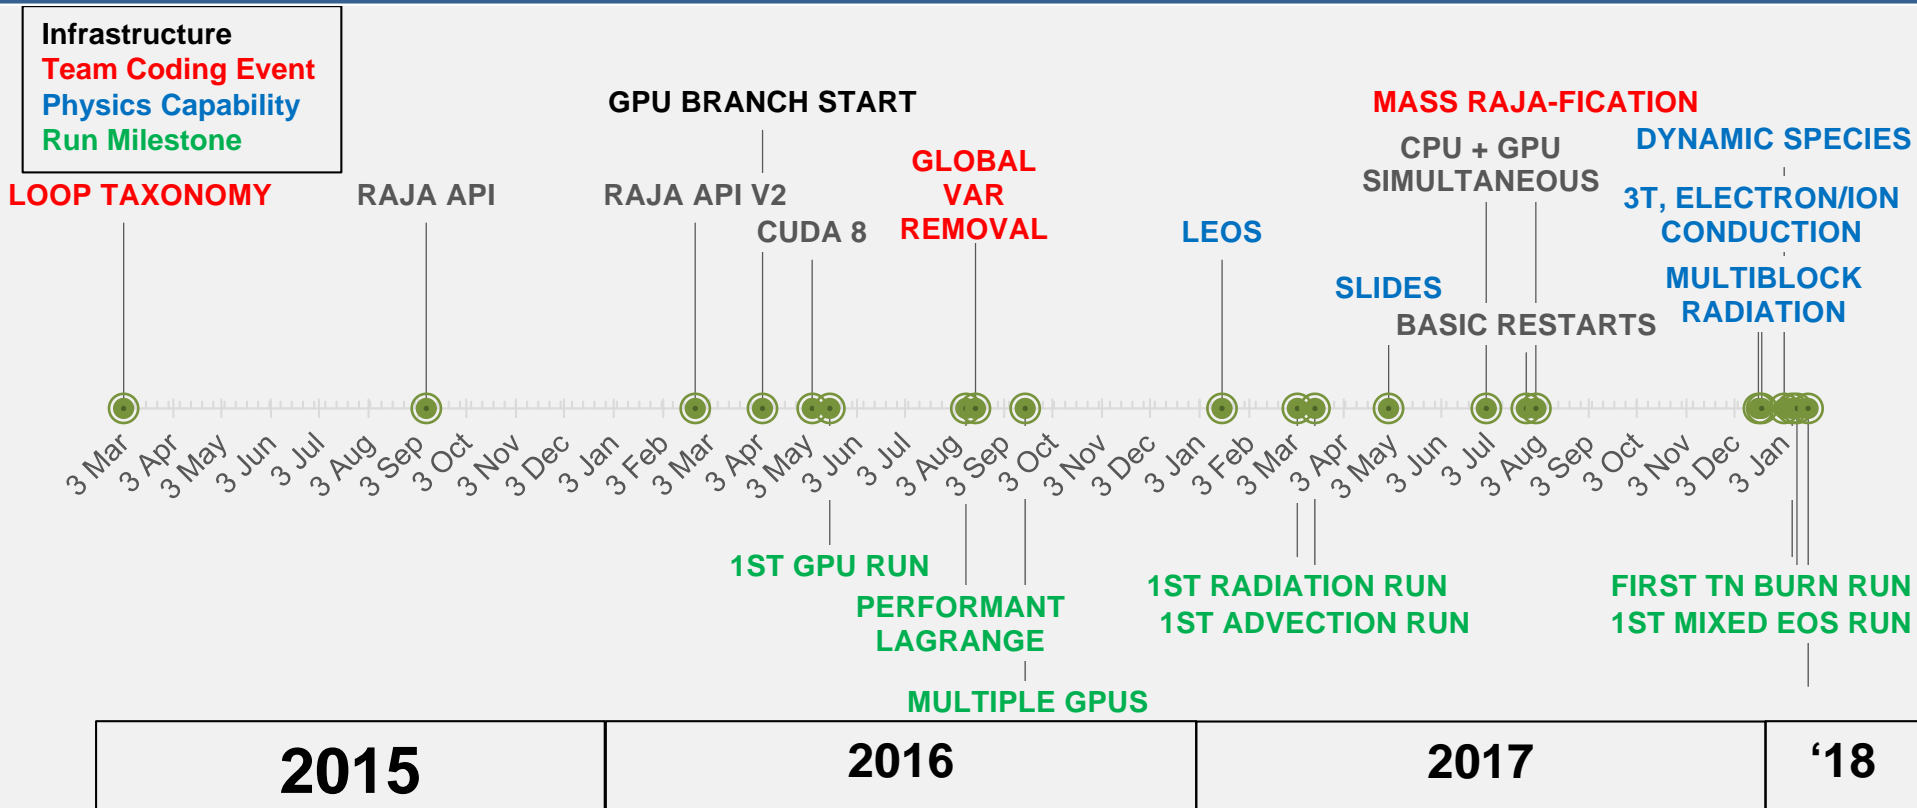 Infrastructure
Team Coding Event
Physics Capability
Run Milestone
GPU BRANCH START
MASS RAJA-FICATION
DYNAMIC SPECIES
CPU + GPU
SIMULTANEOUS
GLOBAL
VAR
REMOVAL
LOOP TAXONOMY
RAJA API
RAJA API V2
3T, ELECTRON/ION
CONDUCTION
CUDA 8
LEOS
SLIDES
MULTIBLOCK
RADIATION
BASIC RESTARTS
3 Mar
3 Apr
3 May
3 Jun
3 Jul
3 Aug
3 Sep
3 Oct
3 Nov
3 Dec
3 Jan
3 Feb
3 Mar
3 Apr
3 May
3 Jun
3 Jul
3 Aug
3 Sep
3 Oct
3 Nov
3 Dec
3 Jan
3 Feb
3 Mar
3 Apr
3 May
3 Jun
3 Jul
3 Aug
3 Sep
3 Oct
3 Nov
3 Dec
3 Jan
1ST GPU RUN
PERFORMANT
LAGRANGE
MULTIPLE GPUS
1ST RADIATION RUN
1ST ADVECTION RUN
FIRST TN BURN RUN
1ST MIXED EOS RUN
2015
2016
2017
‘18